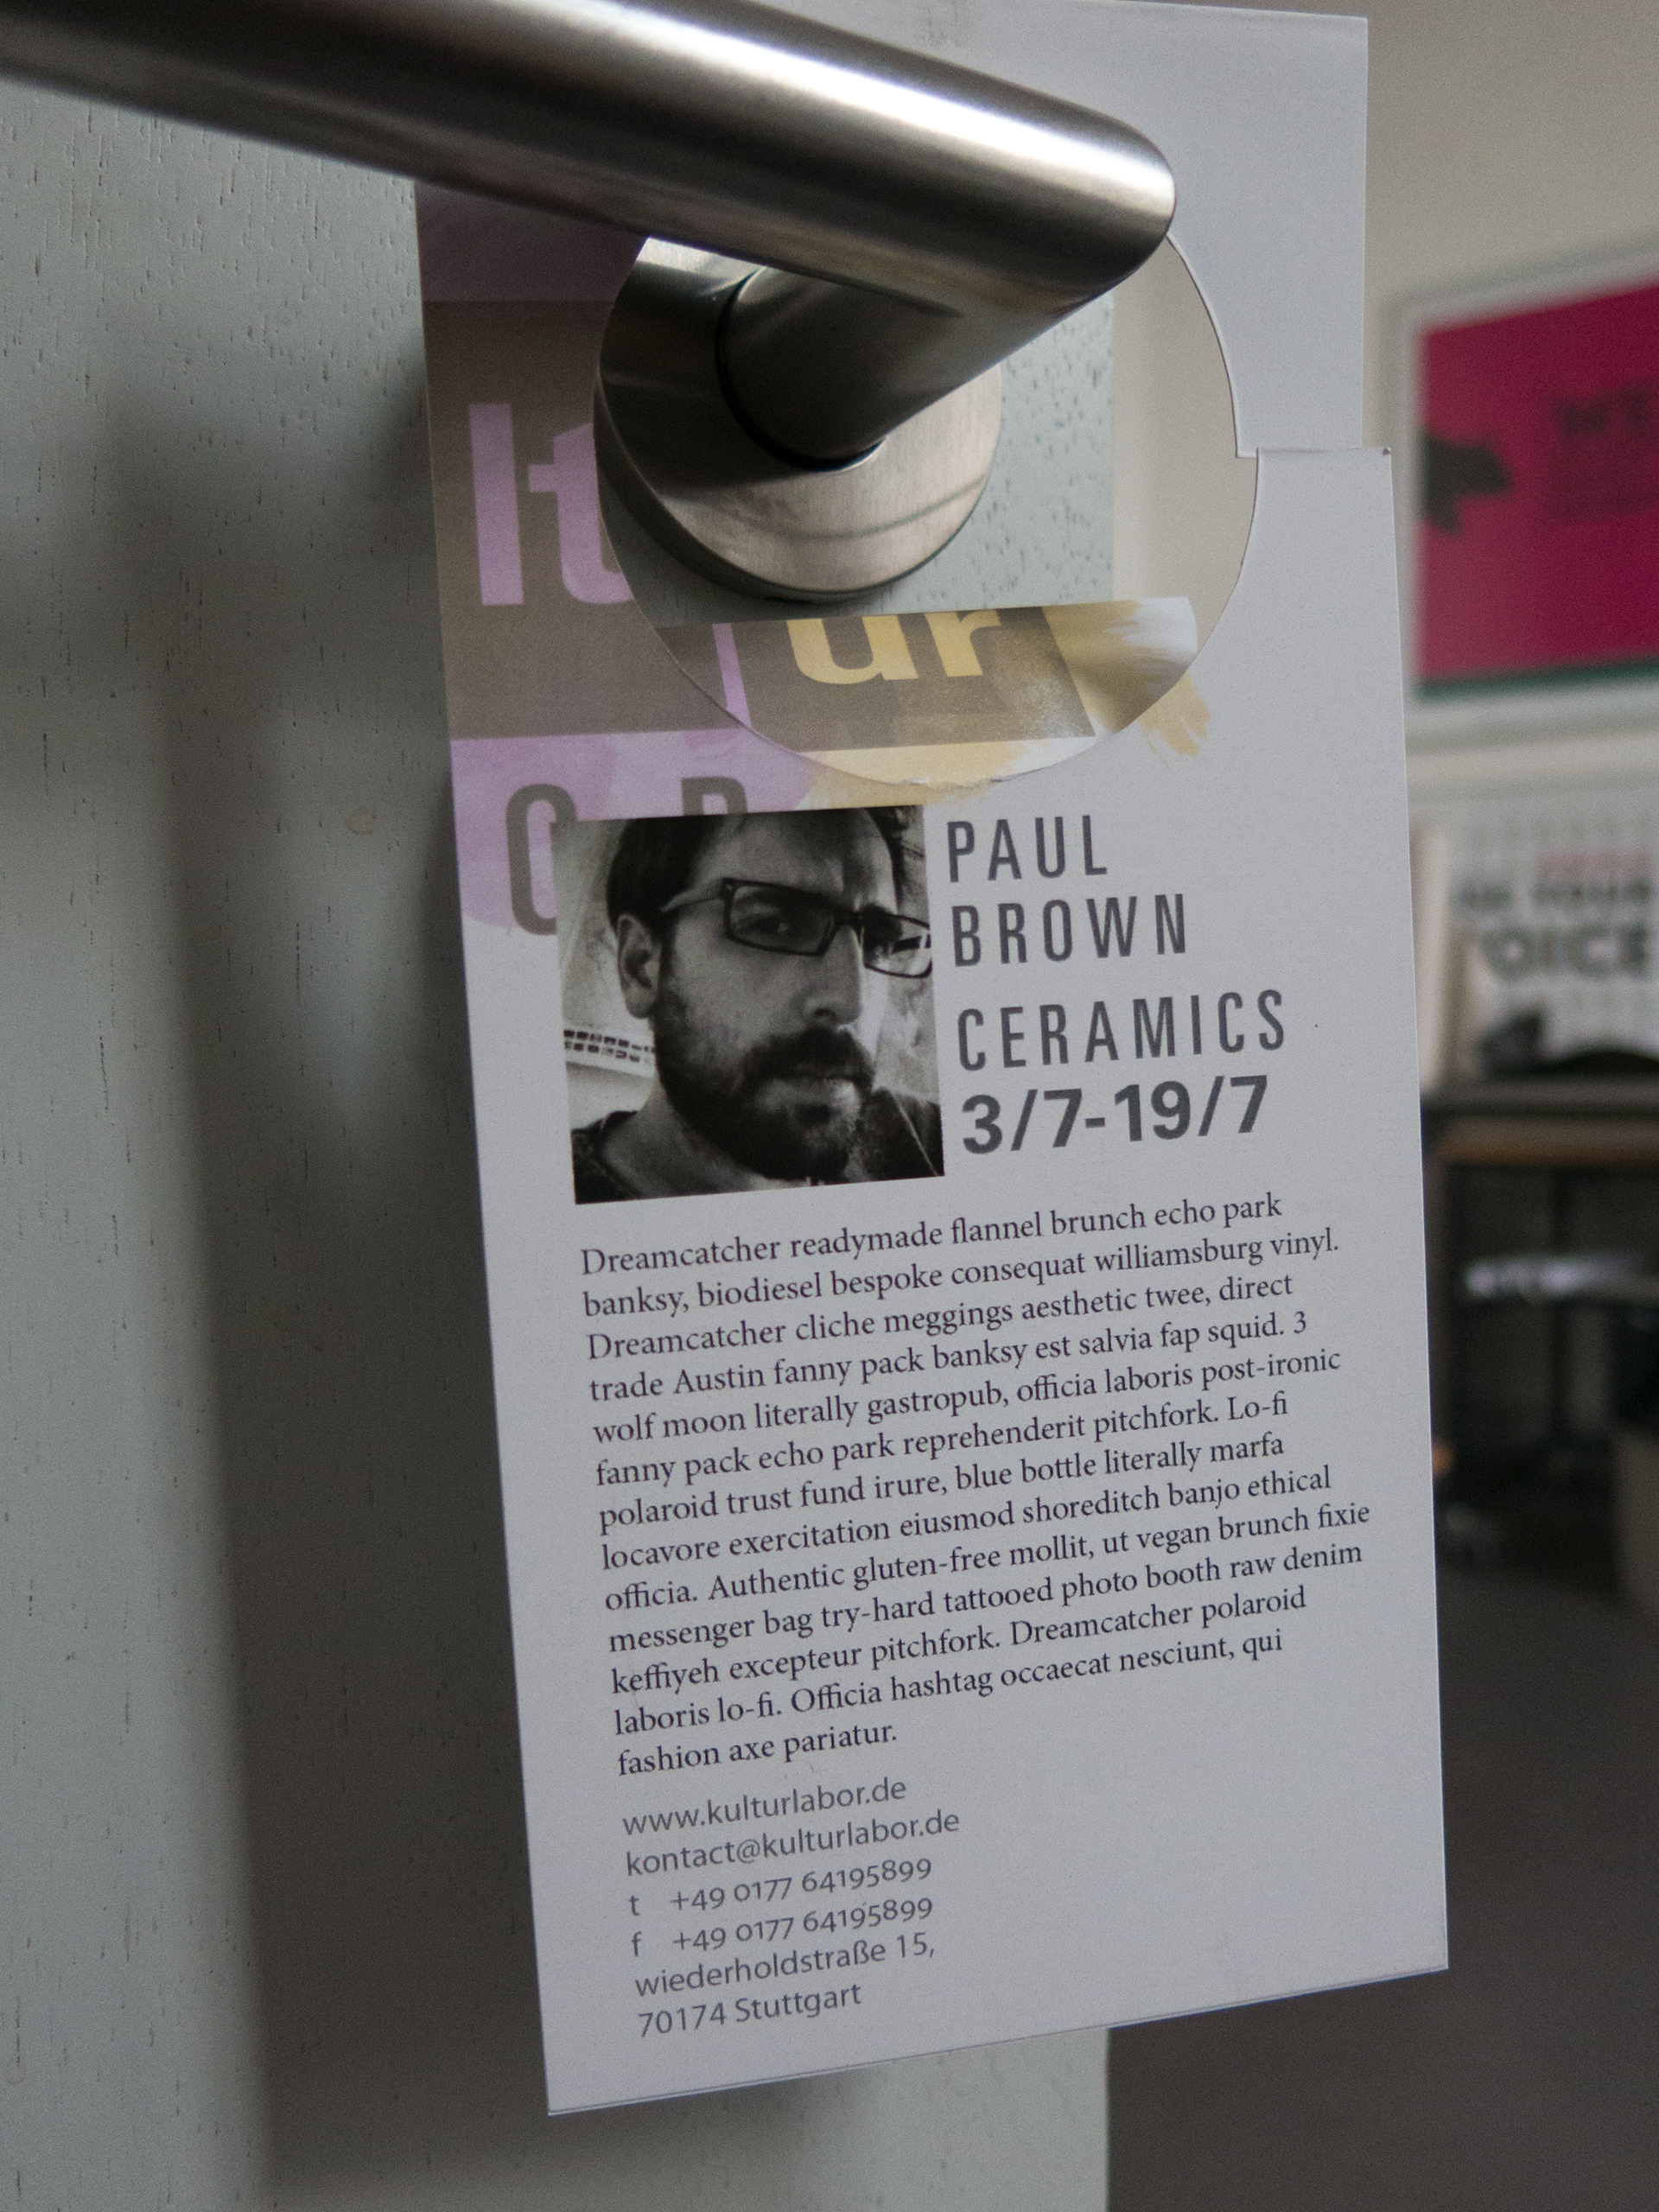 lt
ur
PAUL
BROWN
CERAMICS
3/7-19/7
Dreamcatcher readymade flannel brunch echo park
banksy, biodiesel bespoke consequat williamsburg vinyl.
Dreamcatcher cliche meggings aesthetic twee, direct
trade Austin fanny pack banksy est salvia fap squid. 3
wolf moon literally gastropub, officia laboris post-ironic
fanny pack echo park reprehenderit pitchfork. Lo-fi
polaroid trust fund irure, blue bottle literally marfa
locavore exercitation eiusmod shoreditch banjo ethical
officia. Authentic gluten-free mollit, ut vegan brunch fixie
messenger bag try-hard tattooed photo booth raw denim
keffiyeh excepteur pitchfork. Dreamcatcher polaroid
laboris lo-fi. Officia hashtag occaecat nesciunt, qui
fashion axe pariatur.
www.kulturlabor.de
kontact@kulturlabor.de
t +49 0177 64195899
f +49 0177 64195899
wiederholdstraße 15,
70174 Stuttgart